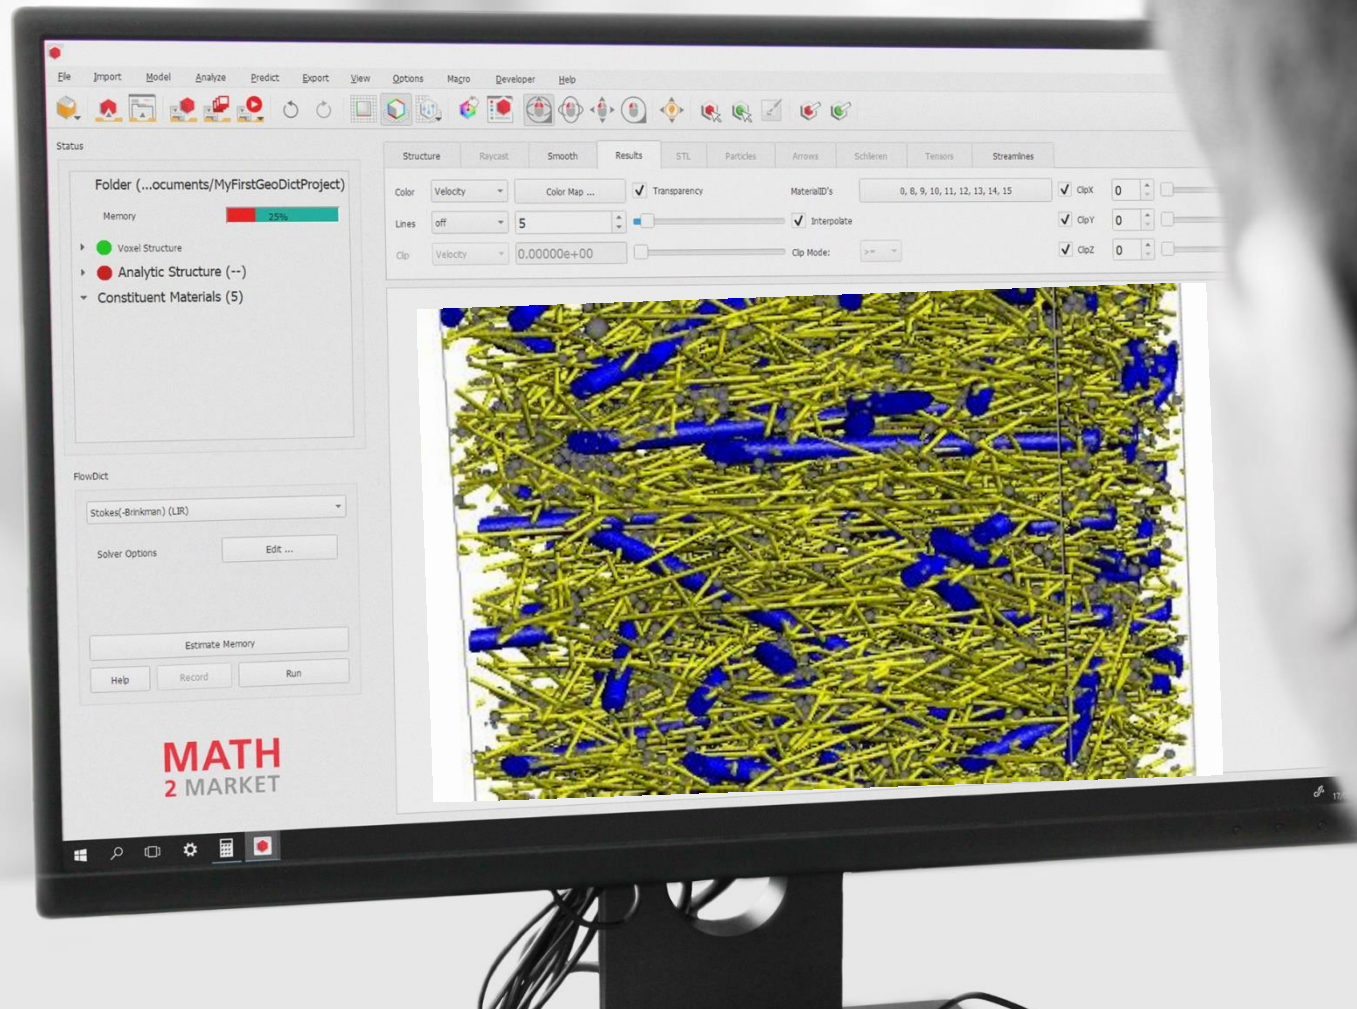 File Import Model Analyze Predict Export View Options Macro Developer Help
Status
Folder (...ocuments/MyFirstGeoDictProject)
Memory 25%
Voxel Structure
Analytic Structure (--)
Constituent Materials (5)
Structure Raycast Smooth Results STL Particles Arrows Schlieren Tensors Streamlines
Color Velocity Color Map ... Transparency MaterialID's 0, 8, 9, 10, 11, 12, 13, 14, 15 ClipX 0
Lines off 5 Interpolate ClipY 0
Clip Velocity 0.00000e+00 Clip Mode: >= ClipZ 0
FlowDict
Stokes(-Brinkman) (LIR)
Solver Options Edit ...
Estimate Memory
Help Record Run
MATH
2 MARKET